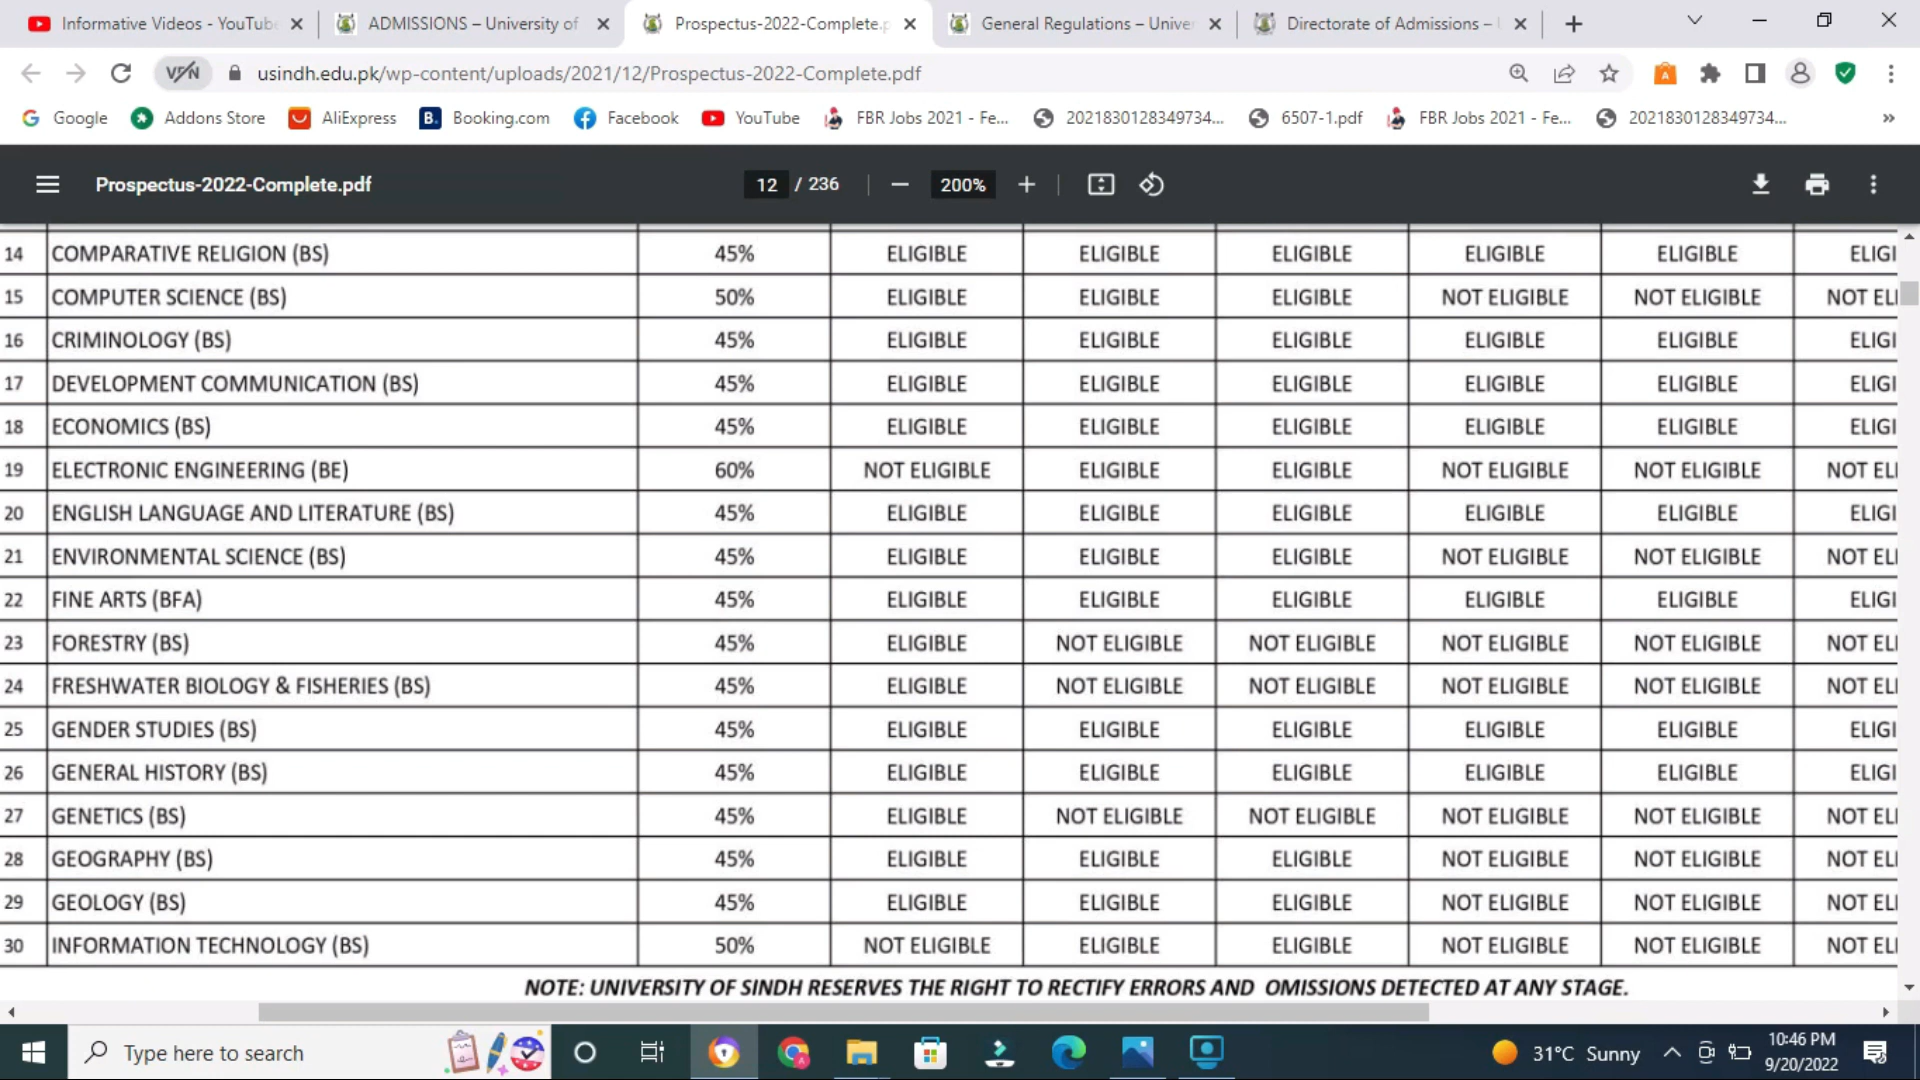 Informative Videos - YouTube
ADMISSIONS – University of
Prospectus-2022-Complete.p
General Regulations – Unive
Directorate of Admissions –
VPN
usindh.edu.pk/wp-content/uploads/2021/12/Prospectus-2022-Complete.pdf
Google Addons Store AliExpress B. Booking.com Facebook YouTube FBR Jobs 2021 - Fe... 2021830128349734... 6507-1.pdf FBR Jobs 2021 - Fe... 2021830128349734... »
Prospectus-2022-Complete.pdf 12 / 236 — 200% +
14 COMPARATIVE RELIGION (BS) 45% ELIGIBLE ELIGIBLE ELIGIBLE ELIGIBLE ELIGIBLE ELIGI
15 COMPUTER SCIENCE (BS) 50% ELIGIBLE ELIGIBLE ELIGIBLE NOT ELIGIBLE NOT ELIGIBLE NOT ELI
16 CRIMINOLOGY (BS) 45% ELIGIBLE ELIGIBLE ELIGIBLE ELIGIBLE ELIGIBLE ELIGI
17 DEVELOPMENT COMMUNICATION (BS) 45% ELIGIBLE ELIGIBLE ELIGIBLE ELIGIBLE ELIGIBLE ELIGI
18 ECONOMICS (BS) 45% ELIGIBLE ELIGIBLE ELIGIBLE ELIGIBLE ELIGIBLE ELIGI
19 ELECTRONIC ENGINEERING (BE) 60% NOT ELIGIBLE ELIGIBLE ELIGIBLE NOT ELIGIBLE NOT ELIGIBLE NOT ELI
20 ENGLISH LANGUAGE AND LITERATURE (BS) 45% ELIGIBLE ELIGIBLE ELIGIBLE ELIGIBLE ELIGIBLE ELIGI
21 ENVIRONMENTAL SCIENCE (BS) 45% ELIGIBLE ELIGIBLE ELIGIBLE NOT ELIGIBLE NOT ELIGIBLE NOT ELI
22 FINE ARTS (BFA) 45% ELIGIBLE ELIGIBLE ELIGIBLE ELIGIBLE ELIGIBLE ELIGI
23 FORESTRY (BS) 45% ELIGIBLE NOT ELIGIBLE NOT ELIGIBLE NOT ELIGIBLE NOT ELIGIBLE NOT ELI
24 FRESHWATER BIOLOGY & FISHERIES (BS) 45% ELIGIBLE NOT ELIGIBLE NOT ELIGIBLE NOT ELIGIBLE NOT ELIGIBLE NOT ELI
25 GENDER STUDIES (BS) 45% ELIGIBLE ELIGIBLE ELIGIBLE ELIGIBLE ELIGIBLE ELIGI
26 GENERAL HISTORY (BS) 45% ELIGIBLE ELIGIBLE ELIGIBLE ELIGIBLE ELIGIBLE ELIGI
27 GENETICS (BS) 45% ELIGIBLE NOT ELIGIBLE NOT ELIGIBLE NOT ELIGIBLE NOT ELIGIBLE NOT ELI
28 GEOGRAPHY (BS) 45% ELIGIBLE ELIGIBLE ELIGIBLE NOT ELIGIBLE NOT ELIGIBLE NOT ELI
29 GEOLOGY (BS) 45% ELIGIBLE ELIGIBLE ELIGIBLE NOT ELIGIBLE NOT ELIGIBLE NOT ELI
30 INFORMATION TECHNOLOGY (BS) 50% NOT ELIGIBLE ELIGIBLE ELIGIBLE NOT ELIGIBLE NOT ELIGIBLE NOT ELI
NOTE: UNIVERSITY OF SINDH RESERVES THE RIGHT TO RECTIFY ERRORS AND OMISSIONS DETECTED AT ANY STAGE.
Type here to search
31°C Sunny
10:46 PM
9/20/2022